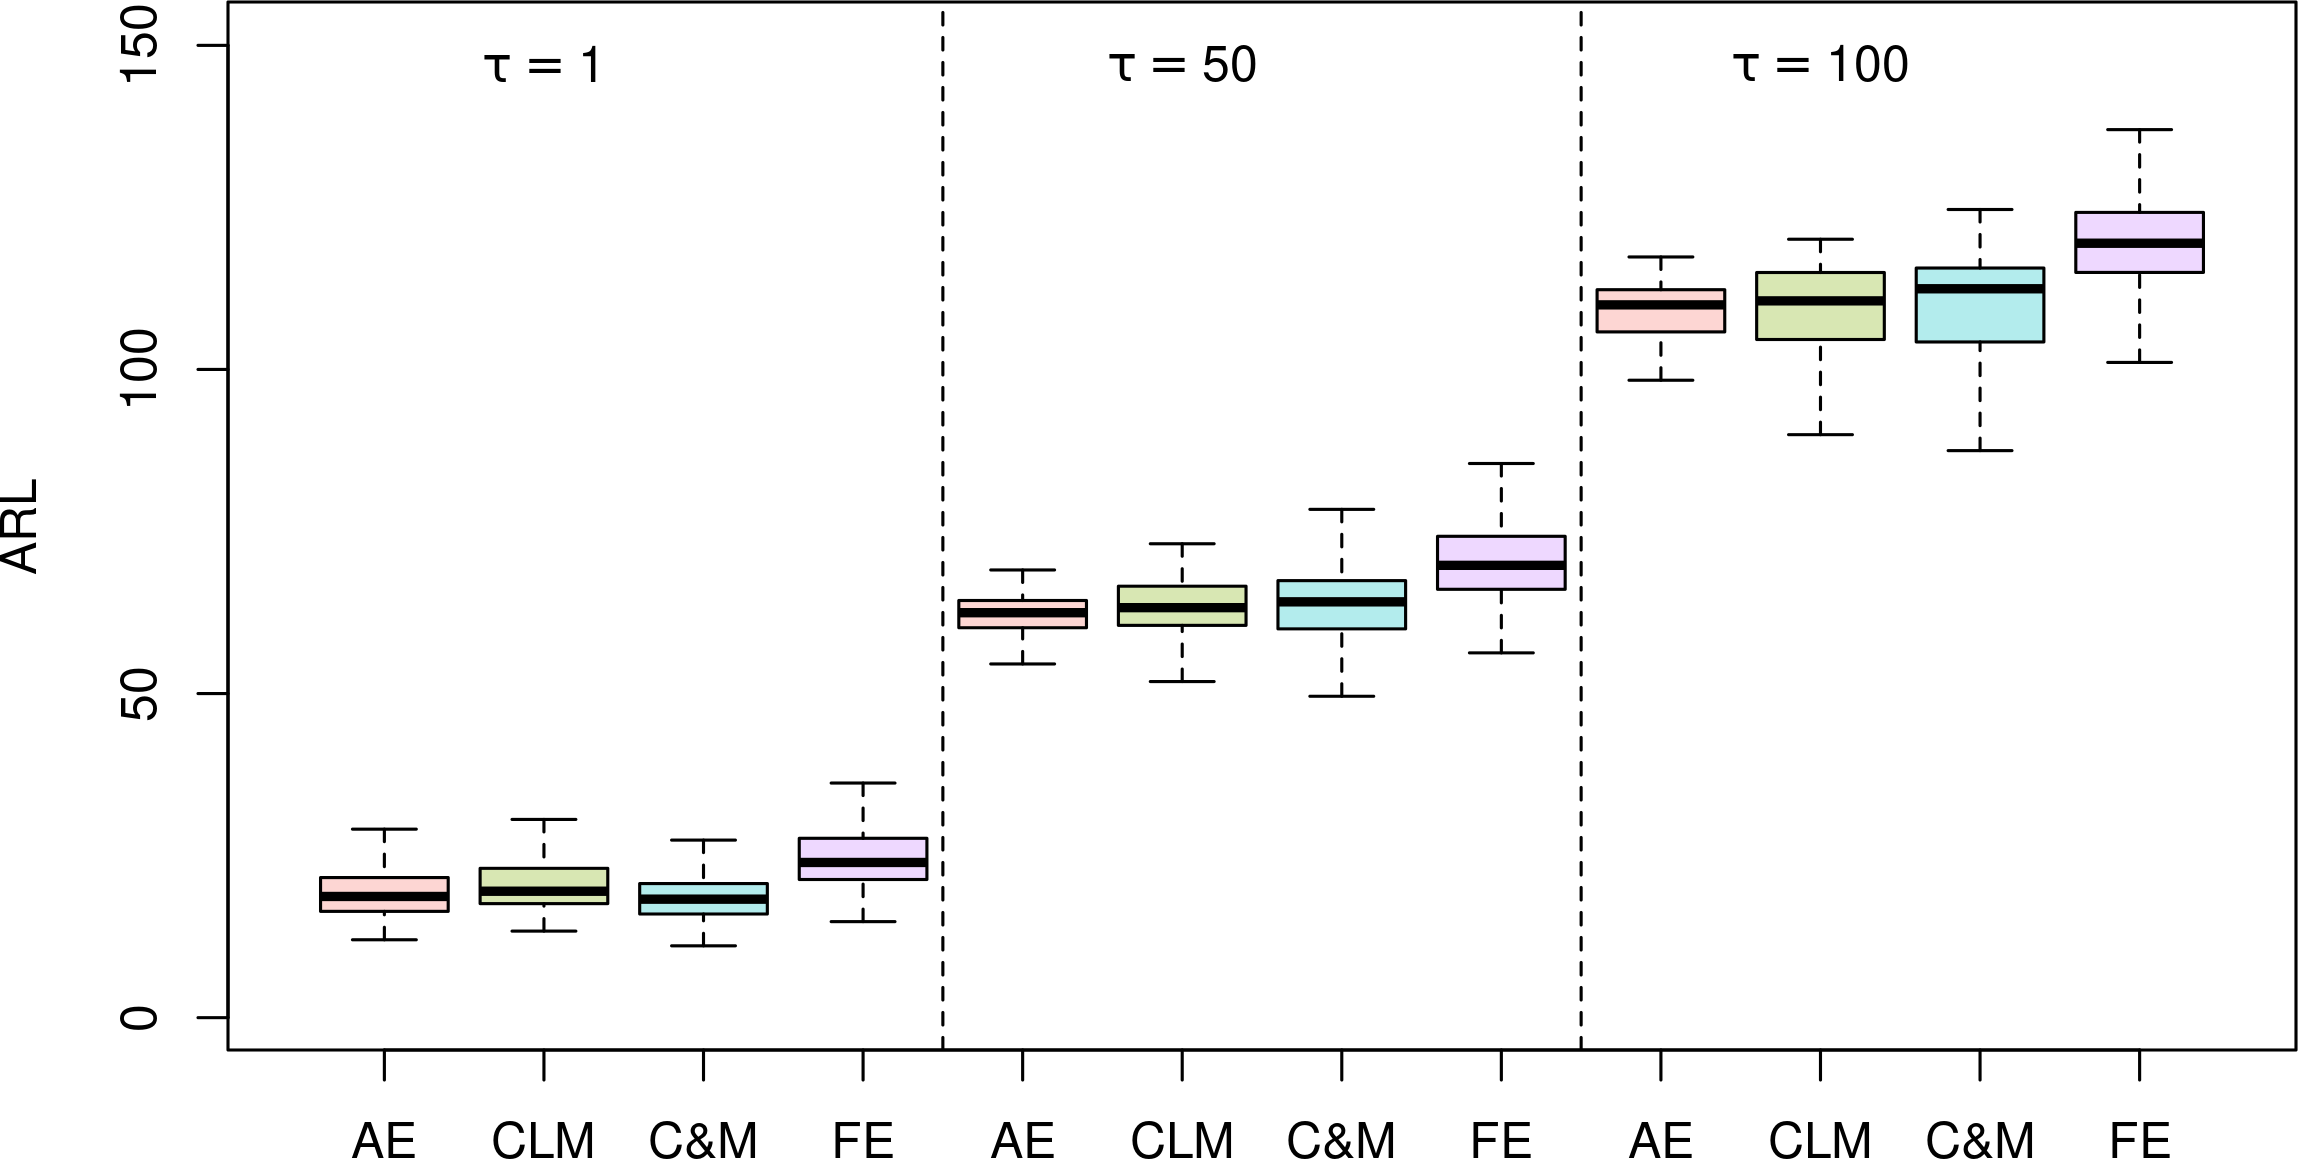 150
τ = 1
τ = 50
τ = 100
100
ARL
50
0
AE CLM C&M FE AE CLM C&M FE AE CLM C&M FE